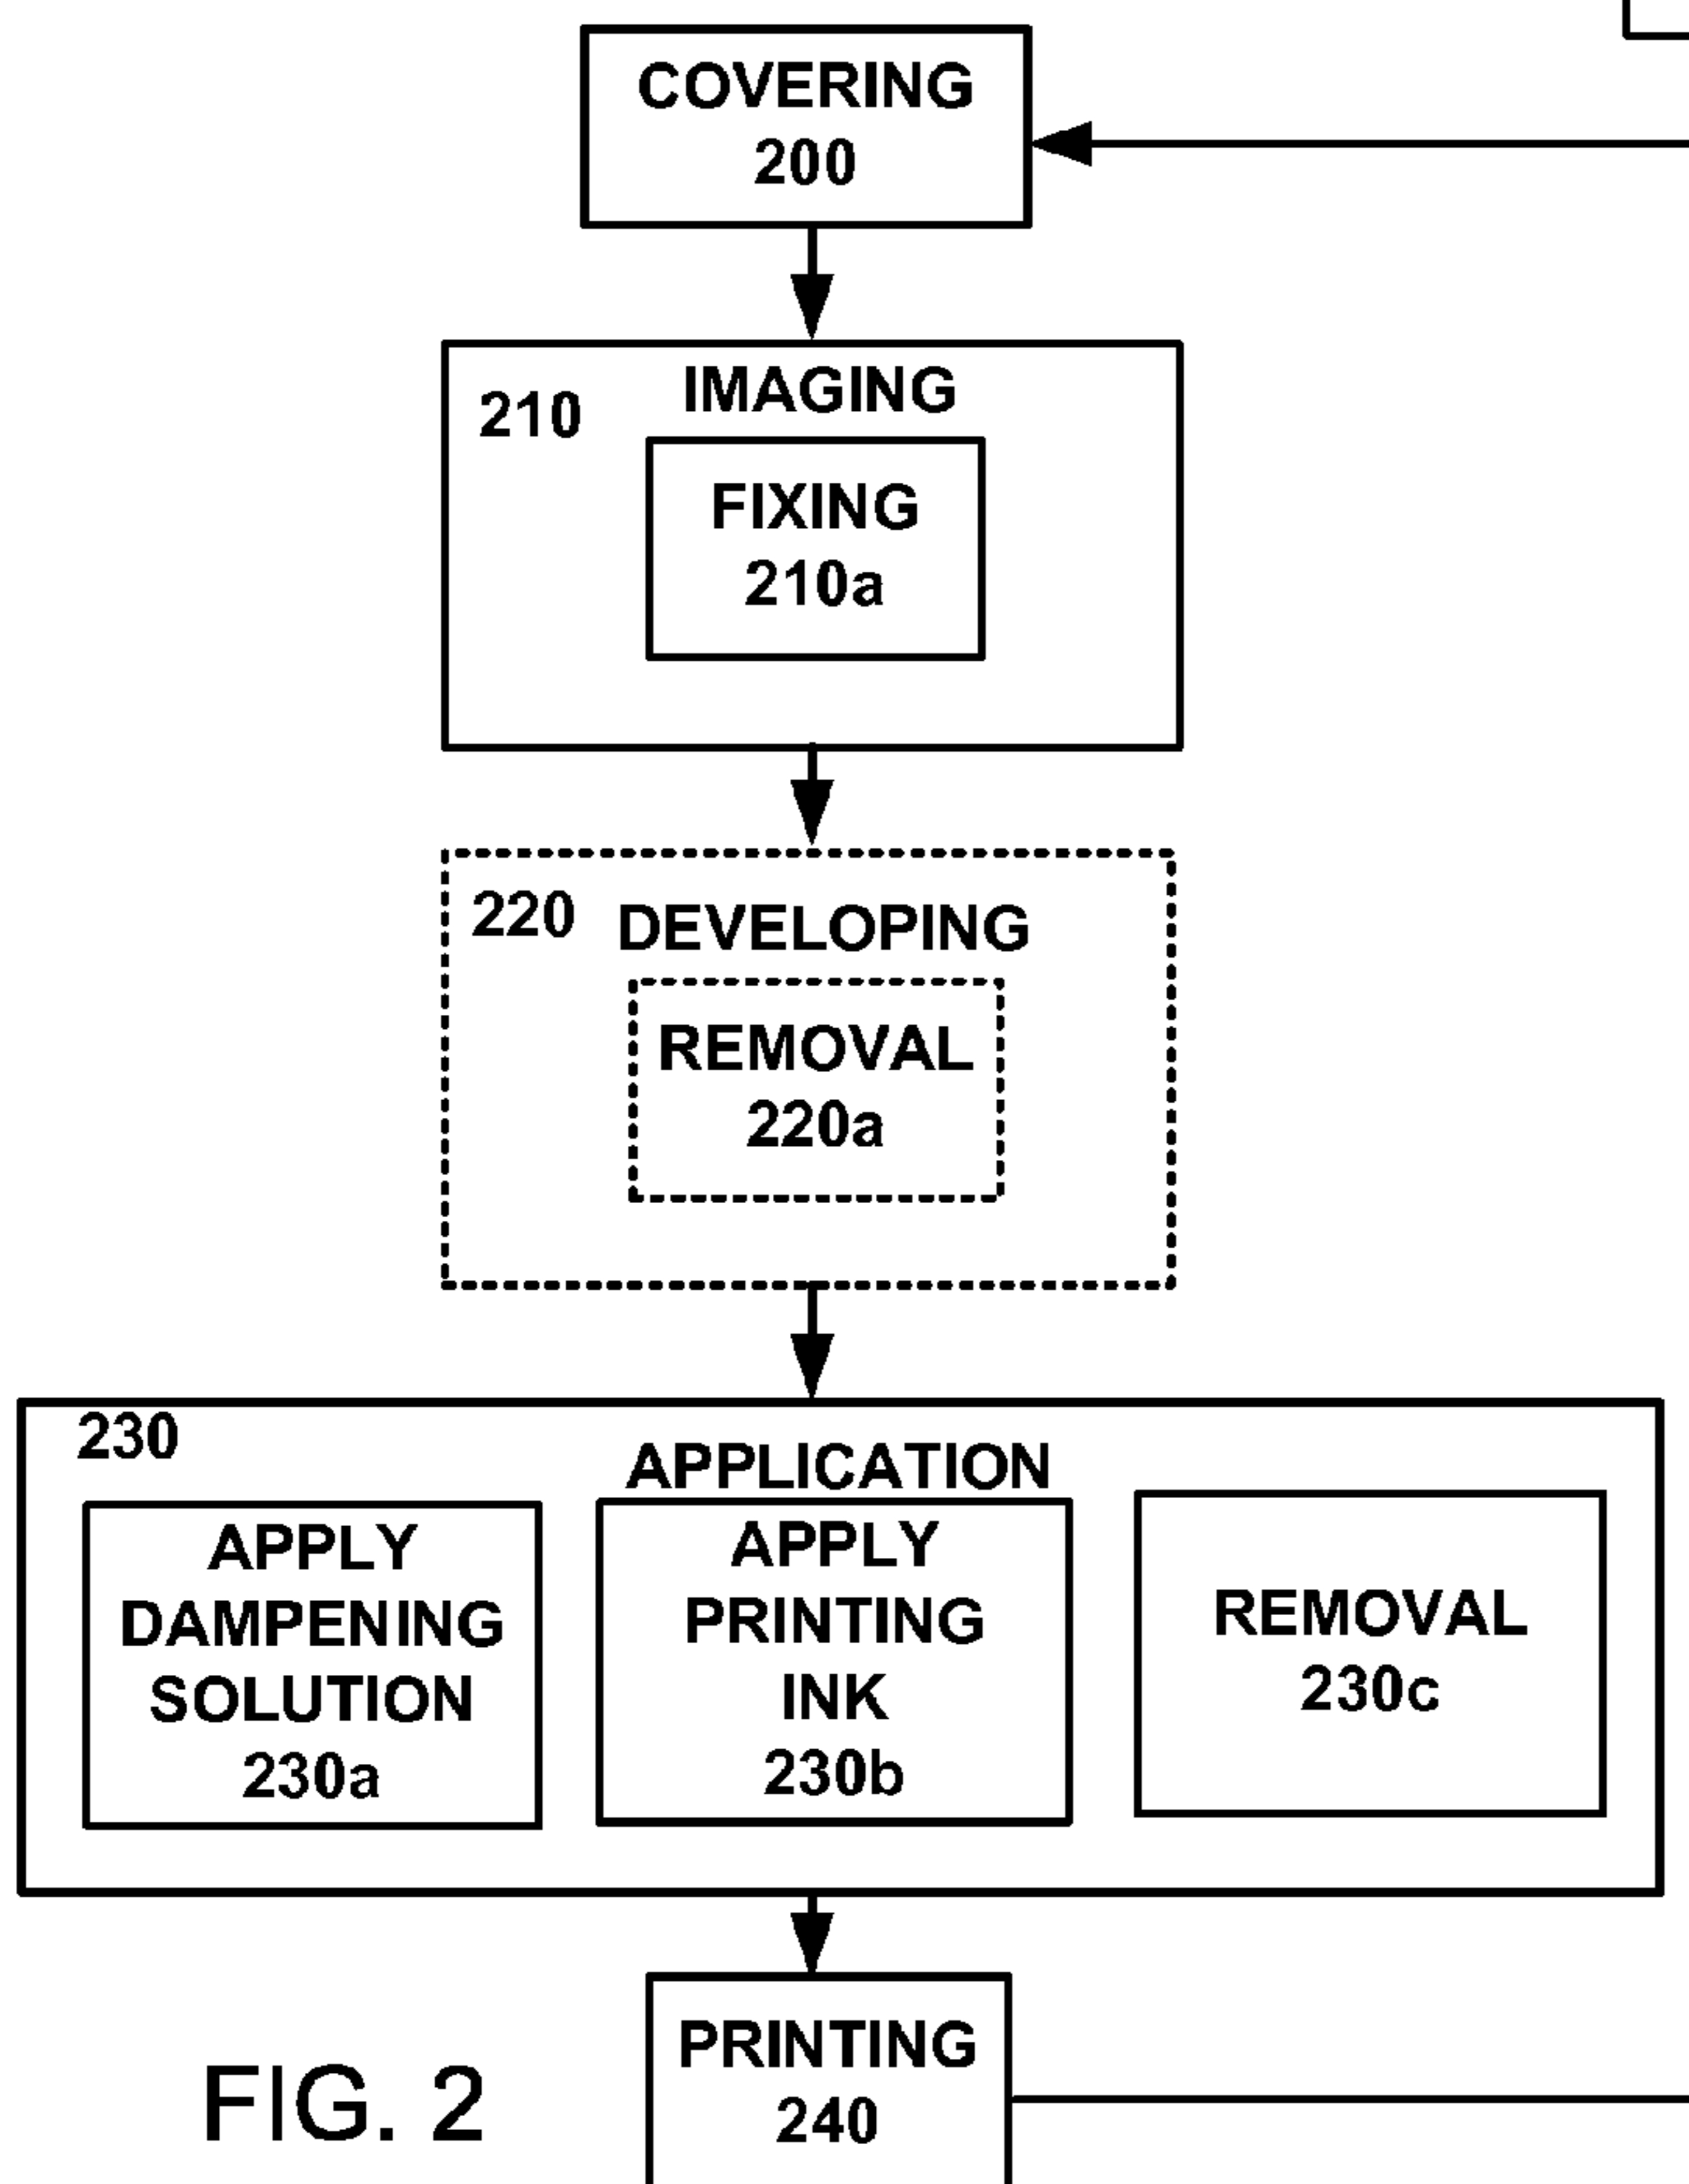 COVERING
200
IMAGING
210
FIXING
210a
220
DEVELOPING
REMOVAL
220a
230
APPLICATION
APPLY
DAMPENING
SOLUTION
230a
APPLY
PRINTING
INK
230b
REMOVAL
230c
PRINTING
240
FIG. 2